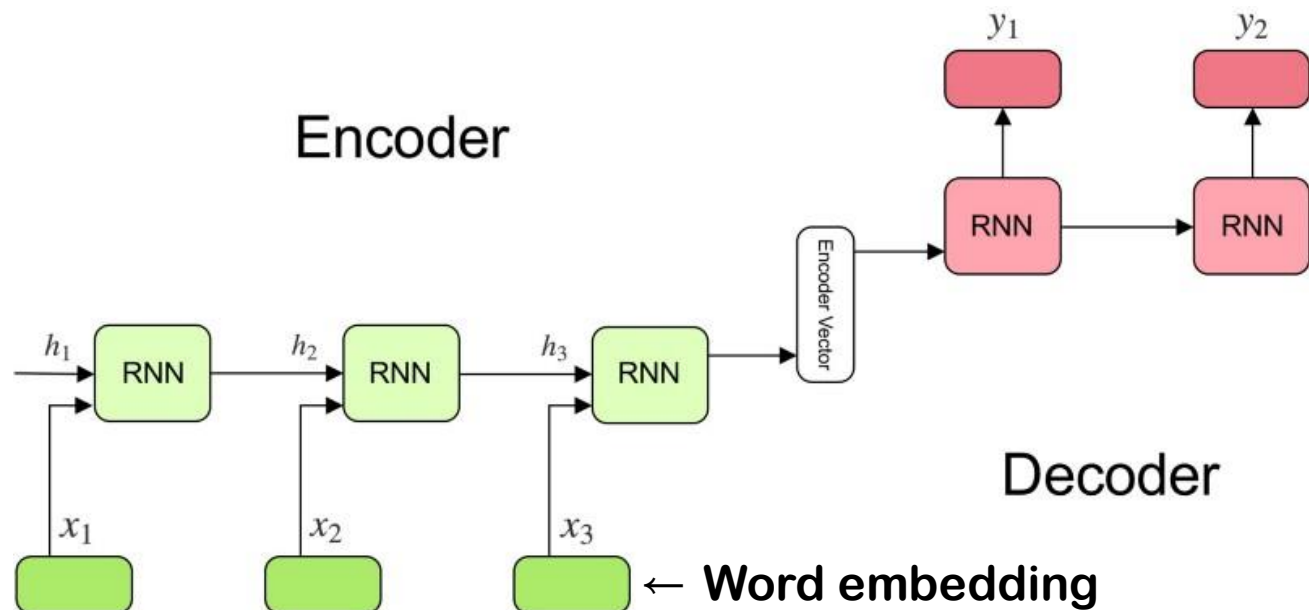 y₁ y₂
Encoder
RNN RNN
Encoder Vector
h₁ h₂ h₃
RNN RNN RNN
Decoder
x₁ x₂ x₃
← Word embedding